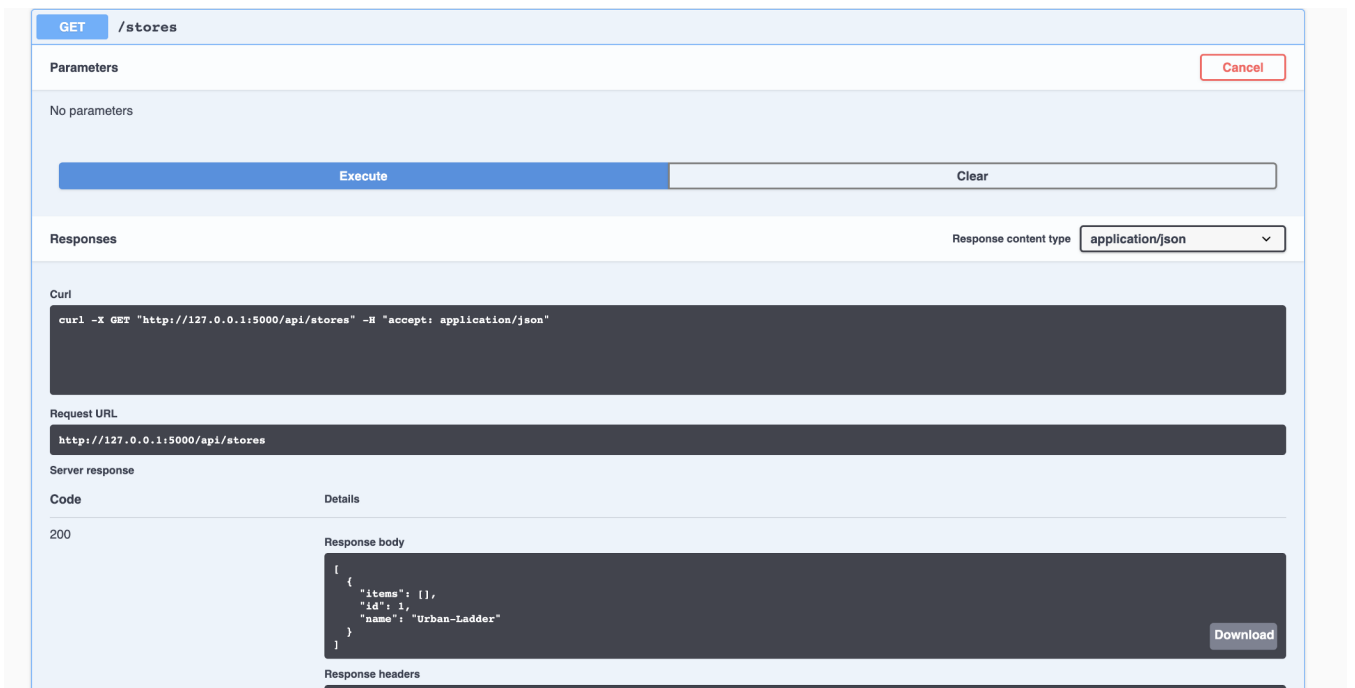 GET /stores
Parameters Cancel
No parameters
Execute Clear
Responses Response content type application/json
Curl
curl -X GET "http://127.0.0.1:5000/api/stores" -H "accept: application/json"
Request URL
http://127.0.0.1:5000/api/stores
Server response
Code Details
200
Response body
[
  {
    "items": [],
    "id": 1,
    "name": "Urban-Ladder"
  }
]
Download
Response headers